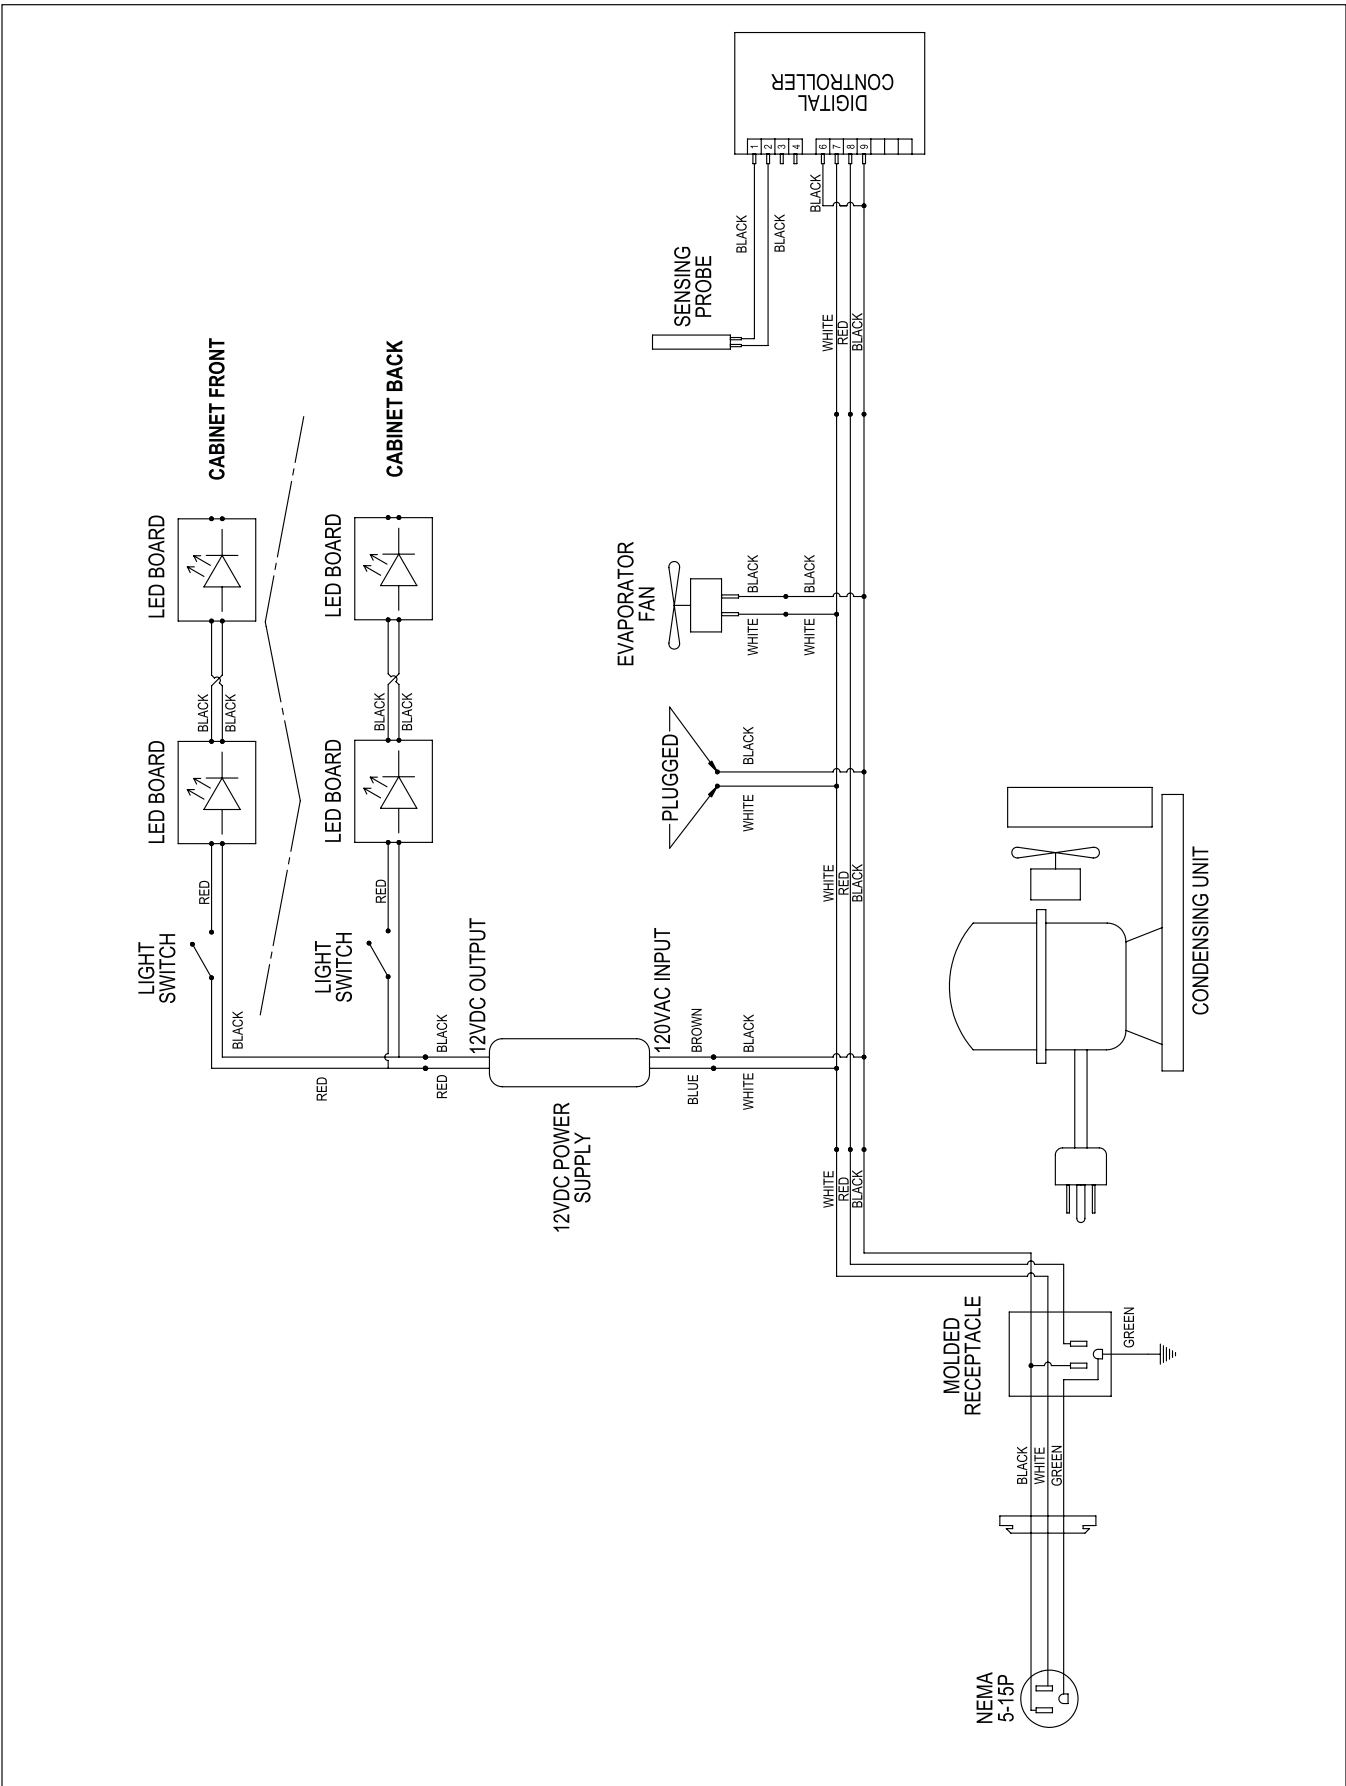 CABINET FRONT
CABINET BACK
LED BOARD
LED BOARD
BLACK
BLACK
LED BOARD
LED BOARD
BLACK
BLACK
RED
RED
LIGHT
SWITCH
LIGHT
SWITCH
BLACK
RED
BLACK
RED
12VDC OUTPUT
12VDC POWER
SUPPLY
120VAC INPUT
BROWN
BLACK
BLUE
WHITE
DIGITAL
CONTROLLER
1
2
3
4
6
7
8
9
BLACK
BLACK
BLACK
SENSING
PROBE
WHITE
RED
BLACK
EVAPORATOR
FAN
BLACK
BLACK
WHITE
WHITE
PLUGGED
BLACK
WHITE
WHITE
RED
BLACK
WHITE
RED
BLACK
CONDENSING UNIT
MOLDED
RECEPTACLE
GREEN
BLACK
WHITE
GREEN
NEMA
5-15P